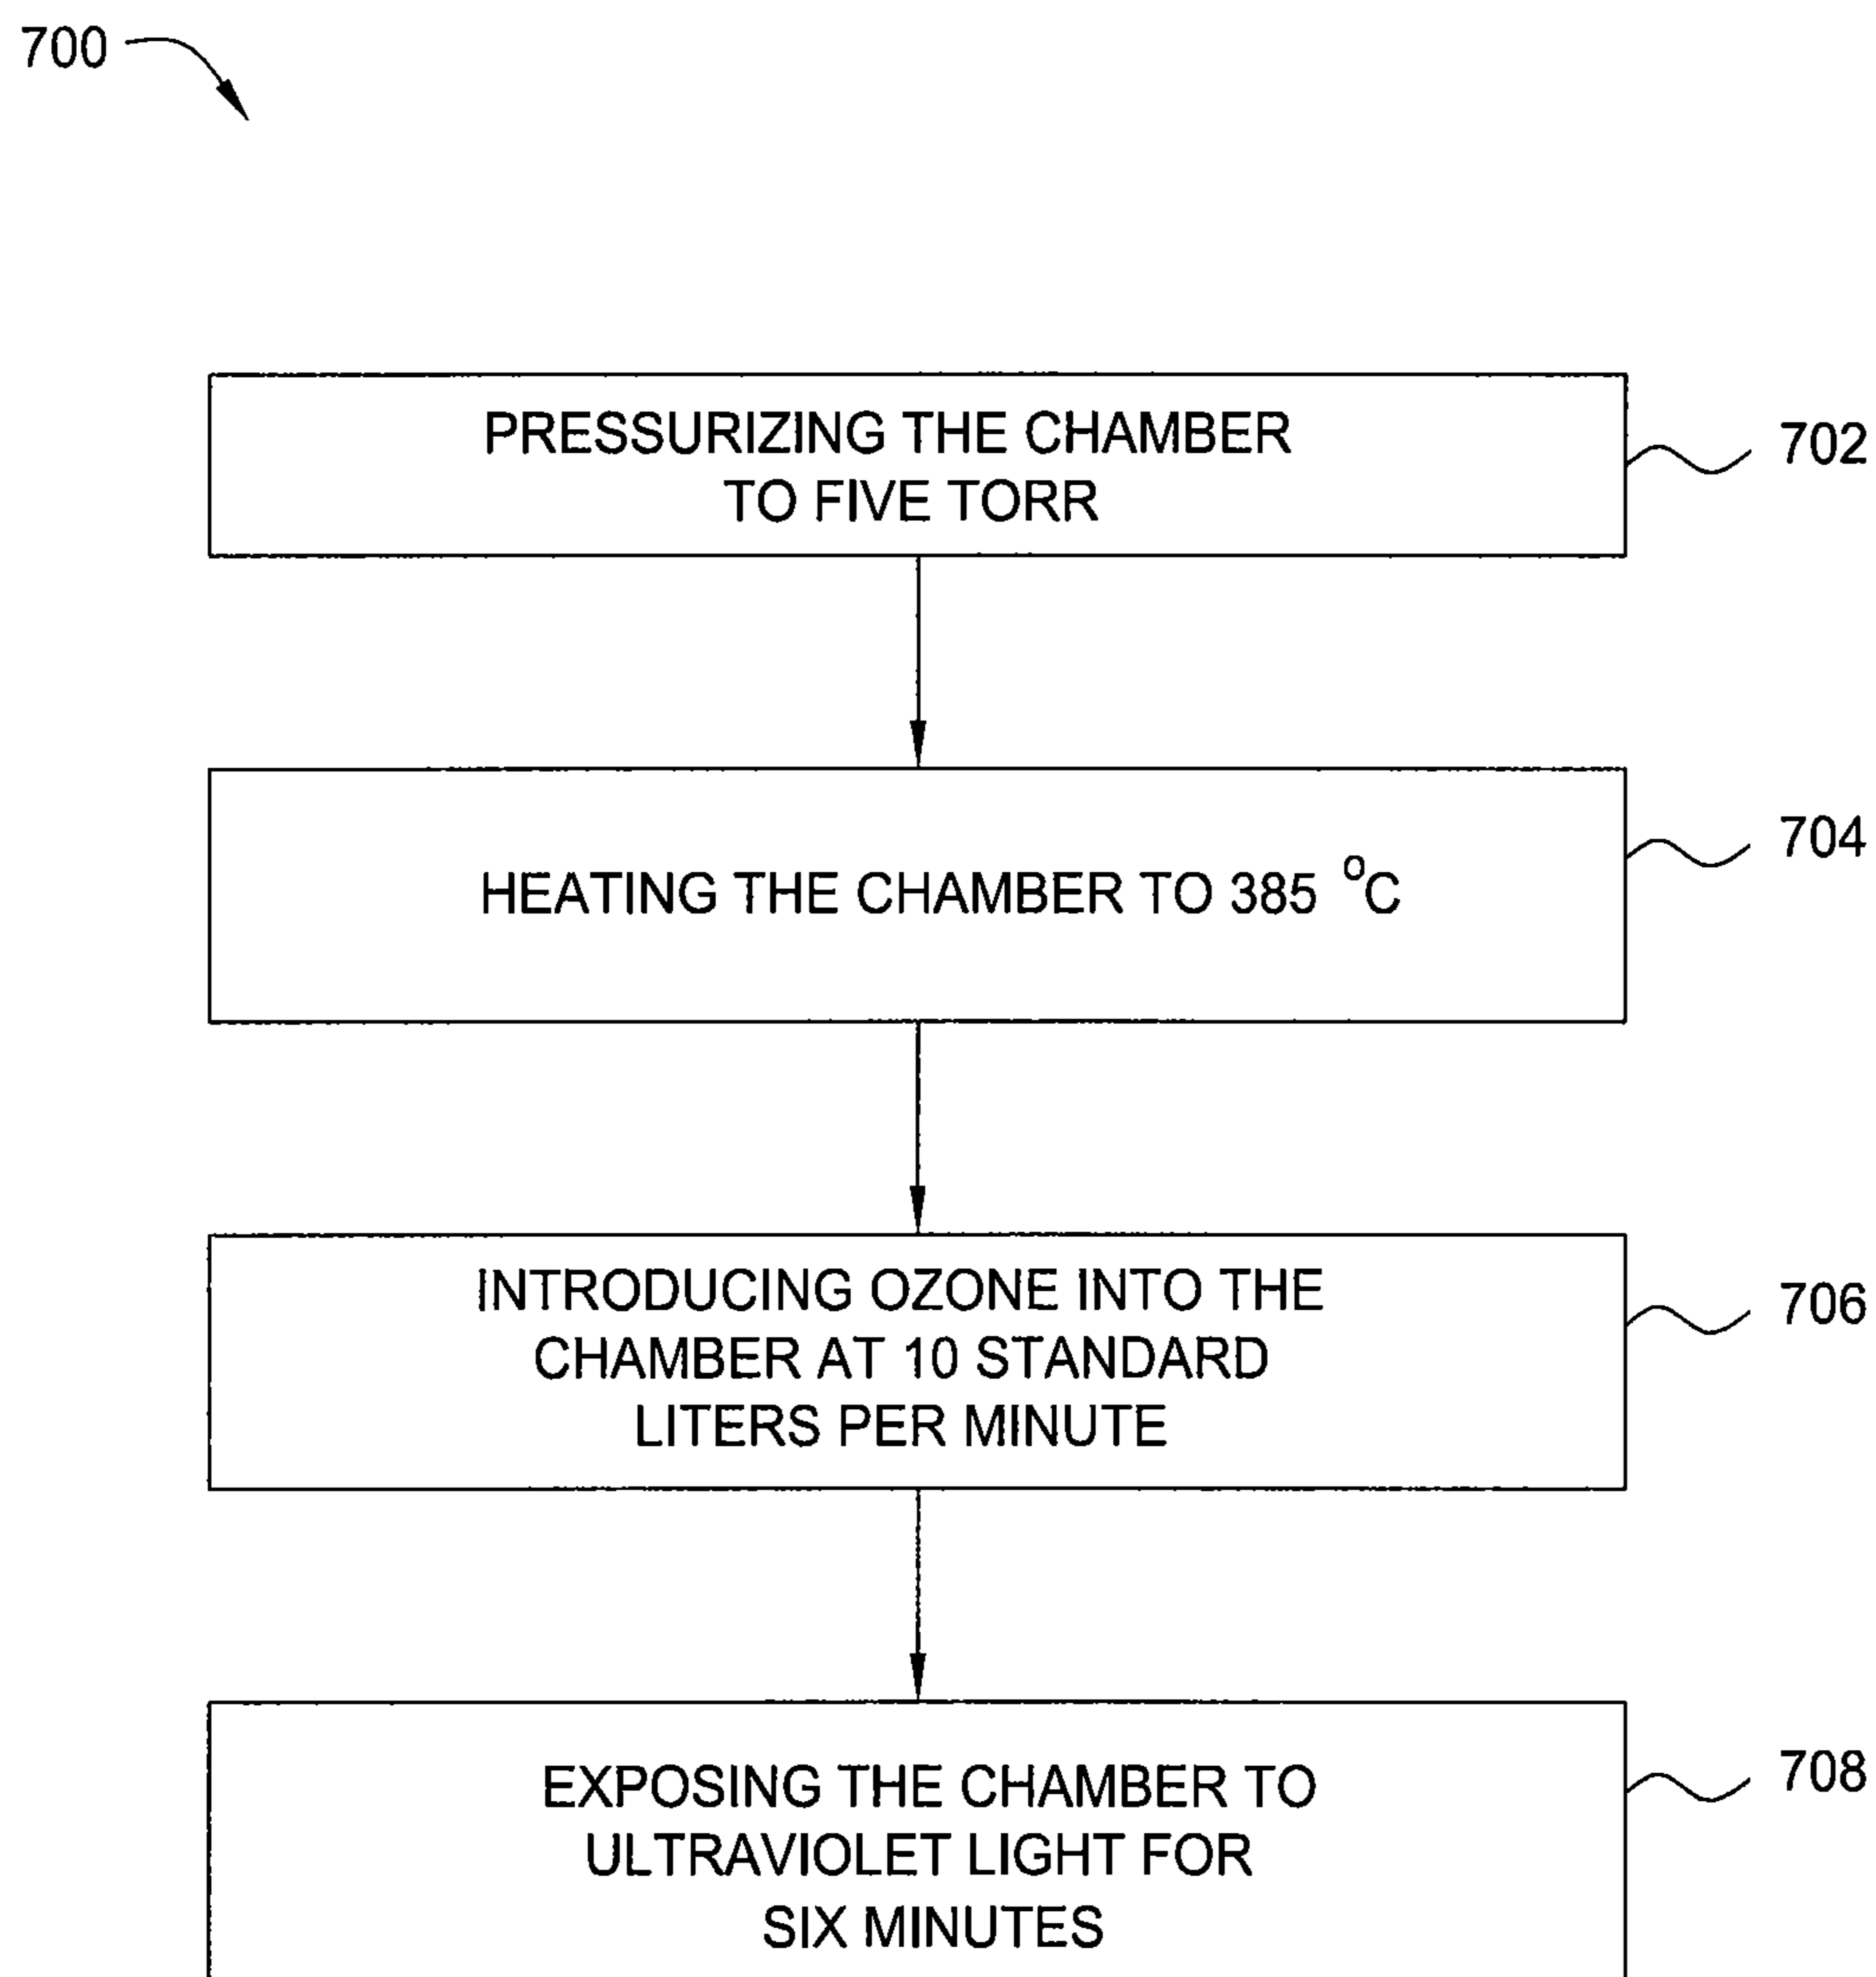 700
PRESSURIZING THE CHAMBER
TO FIVE TORR
702
HEATING THE CHAMBER TO 385 °C
704
INTRODUCING OZONE INTO THE
CHAMBER AT 10 STANDARD
LITERS PER MINUTE
706
EXPOSING THE CHAMBER TO
ULTRAVIOLET LIGHT FOR
SIX MINUTES
708